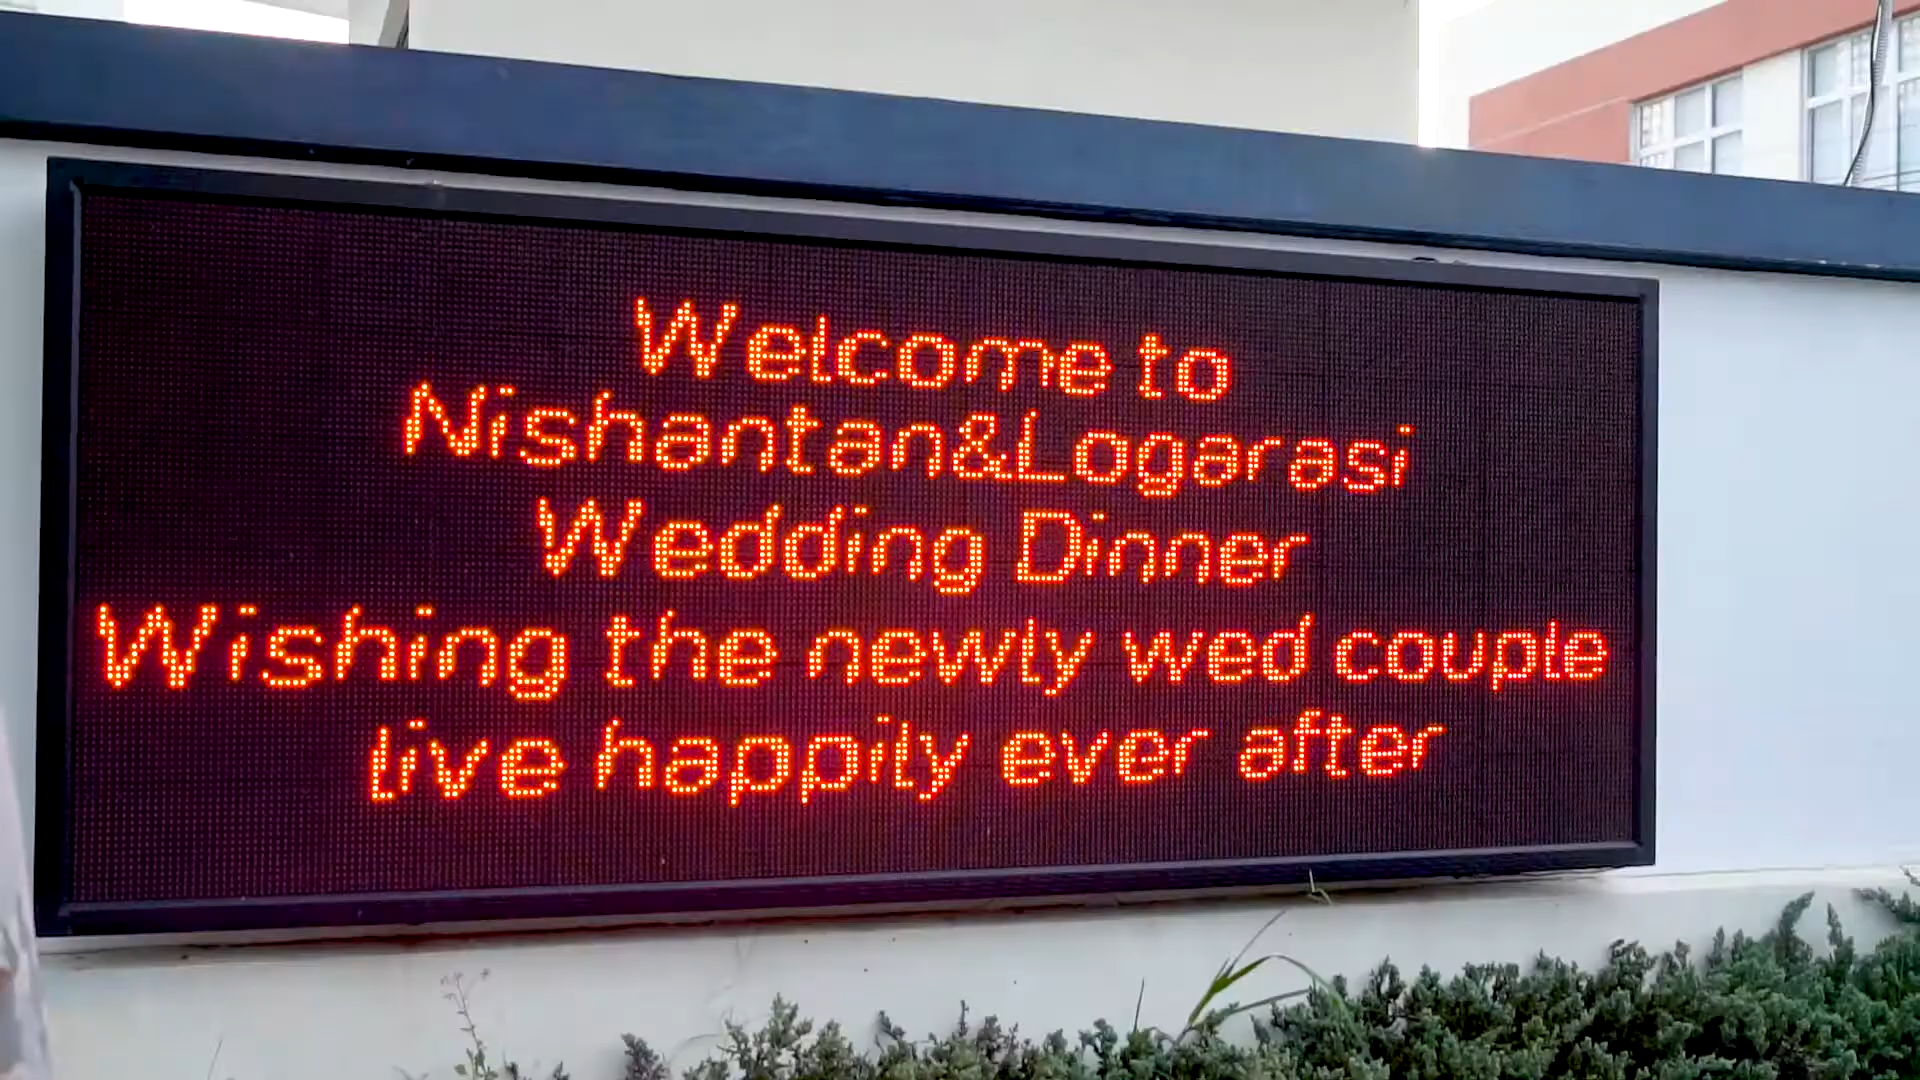 Welcome to
Nishantan&Logarasi
Wedding Dinner
Wishing the newly wed couple
live happily ever after